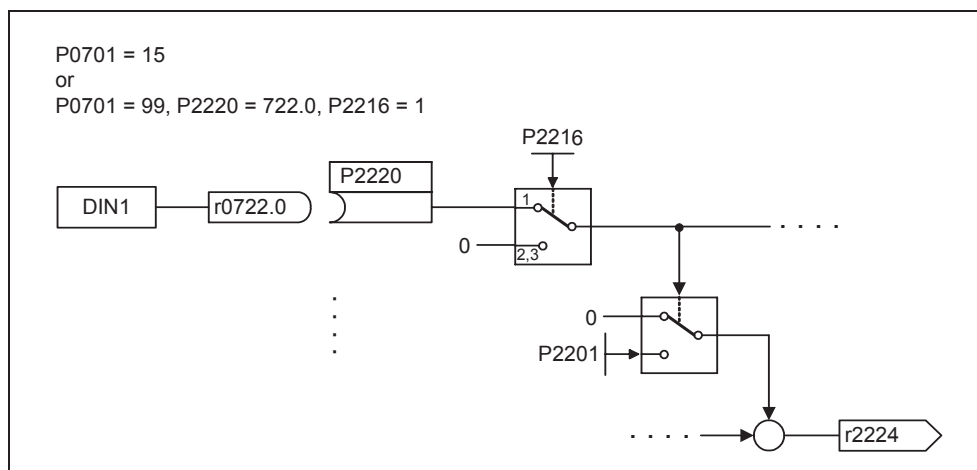 P0701 = 15
or
P0701 = 99, P2220 = 722.0, P2216 = 1
P2216
P2220
DIN1
r0722.0
1
0
2,3
0
P2201
r2224